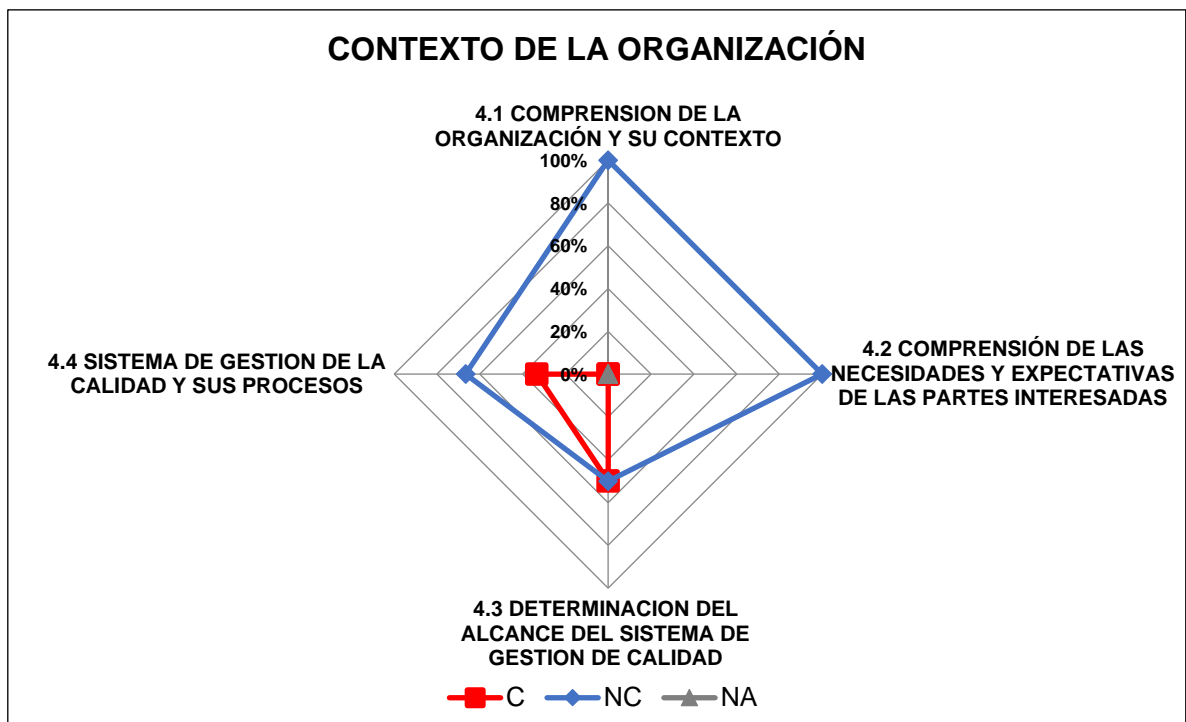 CONTEXTO DE LA ORGANIZACIÓN
4.1 COMPRENSION DE LA
ORGANIZACIÓN Y SU CONTEXTO
100%
80%
60%
40%
20%
0%
4.2 COMPRENSIÓN DE LAS
NECESIDADES Y EXPECTATIVAS
DE LAS PARTES INTERESADAS
4.4 SISTEMA DE GESTION DE LA
CALIDAD Y SUS PROCESOS
4.3 DETERMINACION DEL
ALCANCE DEL SISTEMA DE
GESTION DE CALIDAD
C NC NA